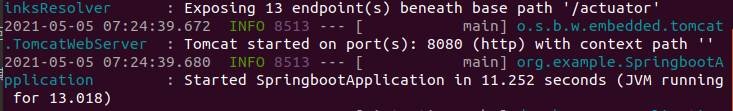 inksResolver      : Exposing 13 endpoint(s) beneath base path '/actuator'
2021-05-05 07:24:39.672  INFO 8513 --- [           main] o.s.b.w.embedded.tomcat
.TomcatWebServer  : Tomcat started on port(s): 8080 (http) with context path ''
2021-05-05 07:24:39.680  INFO 8513 --- [           main] org.example.SpringbootA
pplication        : Started SpringbootApplication in 11.252 seconds (JVM running
 for 13.018)